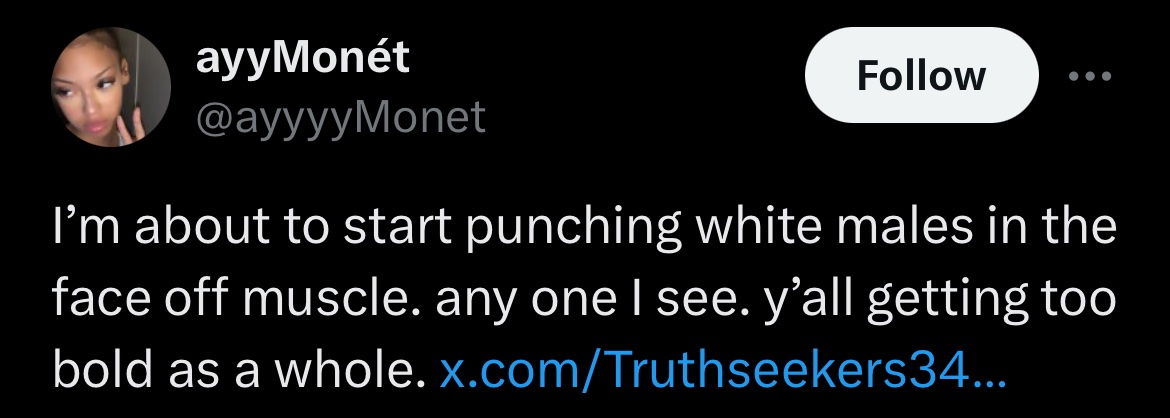 ayyMonét
Follow
@ayyyyMonet
I’m about to start punching white males in the
face off muscle. any one I see. y’all getting too
bold as a whole. x.com/Truthseekers34…